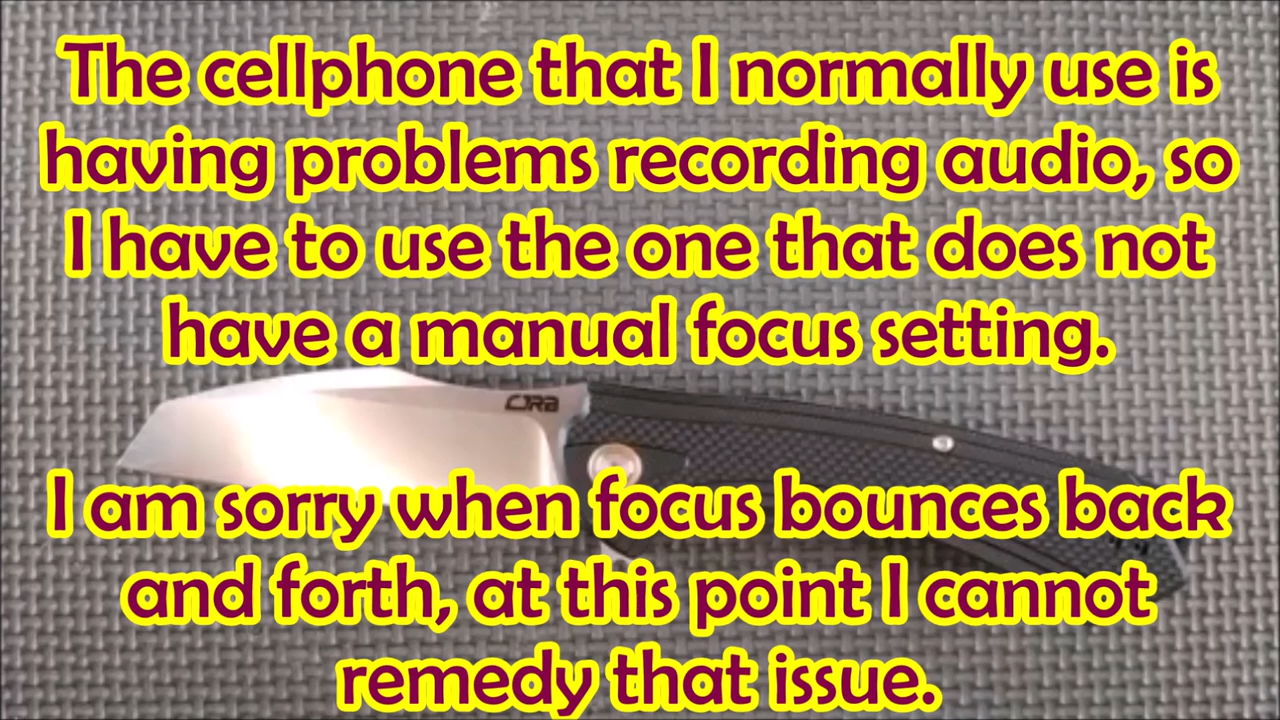 The cellphone that I normally use is
having problems recording audio, so
I have to use the one that does not
have a manual focus setting.
CJRB
I am sorry when focus bounces back
and forth, at this point I cannot
remedy that issue.